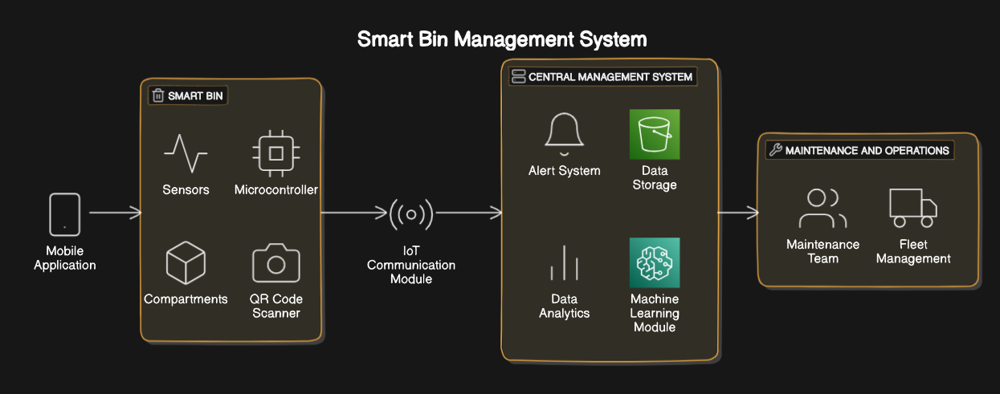 Smart Bin Management System
SMART BIN
Sensors
Microcontroller
Compartments
QR Code
Scanner
Mobile
Application
IoT
Communication
Module
CENTRAL MANAGEMENT SYSTEM
Alert System
Data
Storage
Data
Analytics
Machine
Learning
Module
MAINTENANCE AND OPERATIONS
Maintenance
Team
Fleet
Management